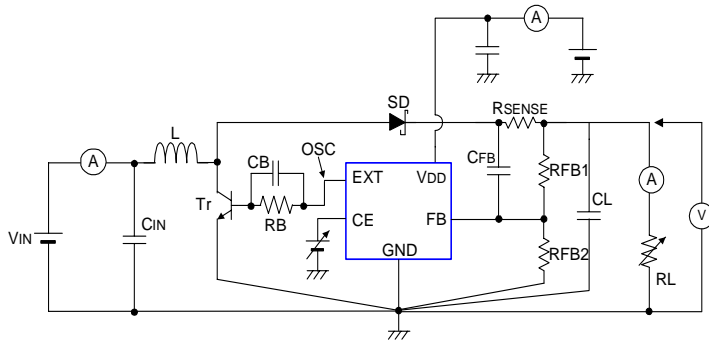 A
SD
RSENSE
L
OSC
CB
CFB
A
EXT
VDD
RFB1
A
Tr
RB
CE
FB
CL
V
CIN
VIN
GND
RFB2
RL